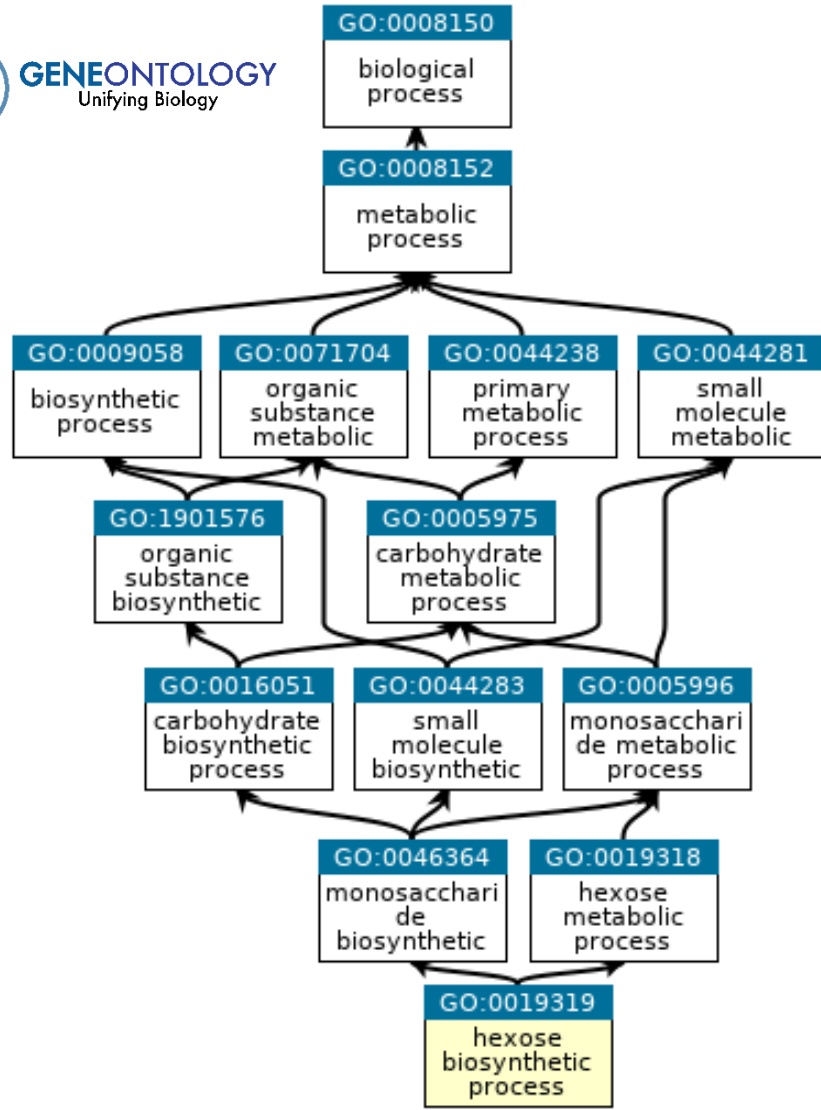 GO:0008150
biological
process
GENEONTOLOGY
Unifying Biology
GO:0008152
metabolic
process
GO:0009058
biosynthetic
process
GO:0071704
organic
substance
metabolic
GO:0044238
primary
metabolic
process
GO:0044281
small
molecule
metabolic
GO:1901576
organic
substance
biosynthetic
GO:0005975
carbohydrate
metabolic
process
GO:0016051
carbohydrate
biosynthetic
process
GO:0044283
small
molecule
biosynthetic
GO:0005996
monosacchari
de metabolic
process
GO:0046364
monosacchari
de
biosynthetic
GO:0019318
hexose
metabolic
process
GO:0019319
hexose
biosynthetic
process